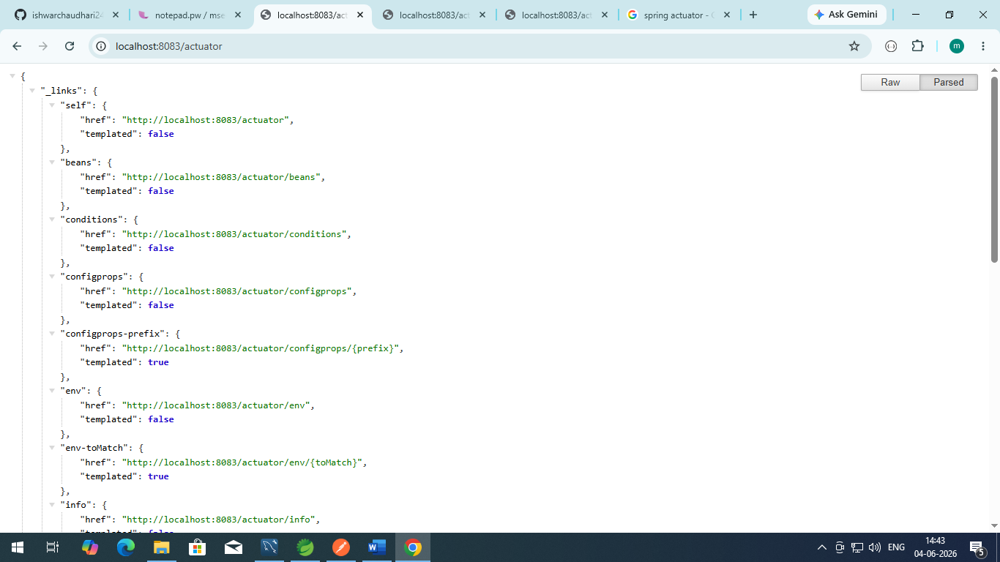 ishwarchaudhari24
notepad.pw / mse
localhost:8083/act
localhost:8083/act
localhost:8083/act
spring actuator - G
Ask Gemini
localhost:8083/actuator
m
Raw
Parsed
{
"_links": {
"self": {
"href": "http://localhost:8083/actuator",
"templated": false
},
"beans": {
"href": "http://localhost:8083/actuator/beans",
"templated": false
},
"conditions": {
"href": "http://localhost:8083/actuator/conditions",
"templated": false
},
"configprops": {
"href": "http://localhost:8083/actuator/configprops",
"templated": false
},
"configprops-prefix": {
"href": "http://localhost:8083/actuator/configprops/{prefix}",
"templated": true
},
"env": {
"href": "http://localhost:8083/actuator/env",
"templated": false
},
"env-toMatch": {
"href": "http://localhost:8083/actuator/env/{toMatch}",
"templated": true
},
"info": {
"href": "http://localhost:8083/actuator/info",
"templated": false
ENG
14:43
04-06-2026
5